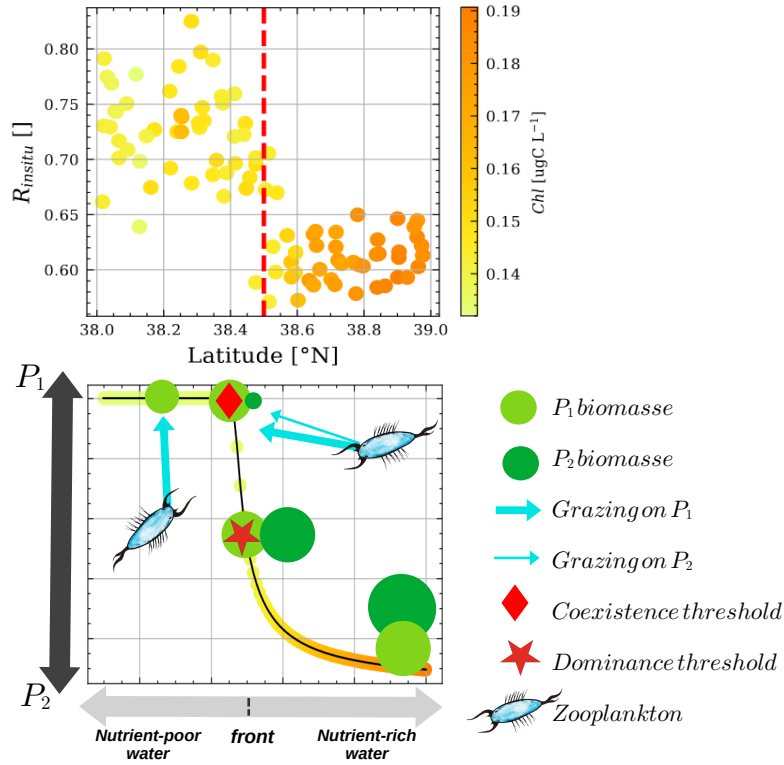 0.80
0.75
0.70
0.65
0.60
R_insitu []
38.0 38.2 38.4 38.6 38.8 39.0
Latitude [°N]
0.19
0.18
0.17
0.16
0.15
0.14
Chl [ugC L⁻¹]
P₁
P₂
Nutrient-poor
water
front
Nutrient-rich
water
P₁ biomasse
P₂ biomasse
Grazing on P₁
Grazing on P₂
Coexistence threshold
Dominance threshold
Zooplankton